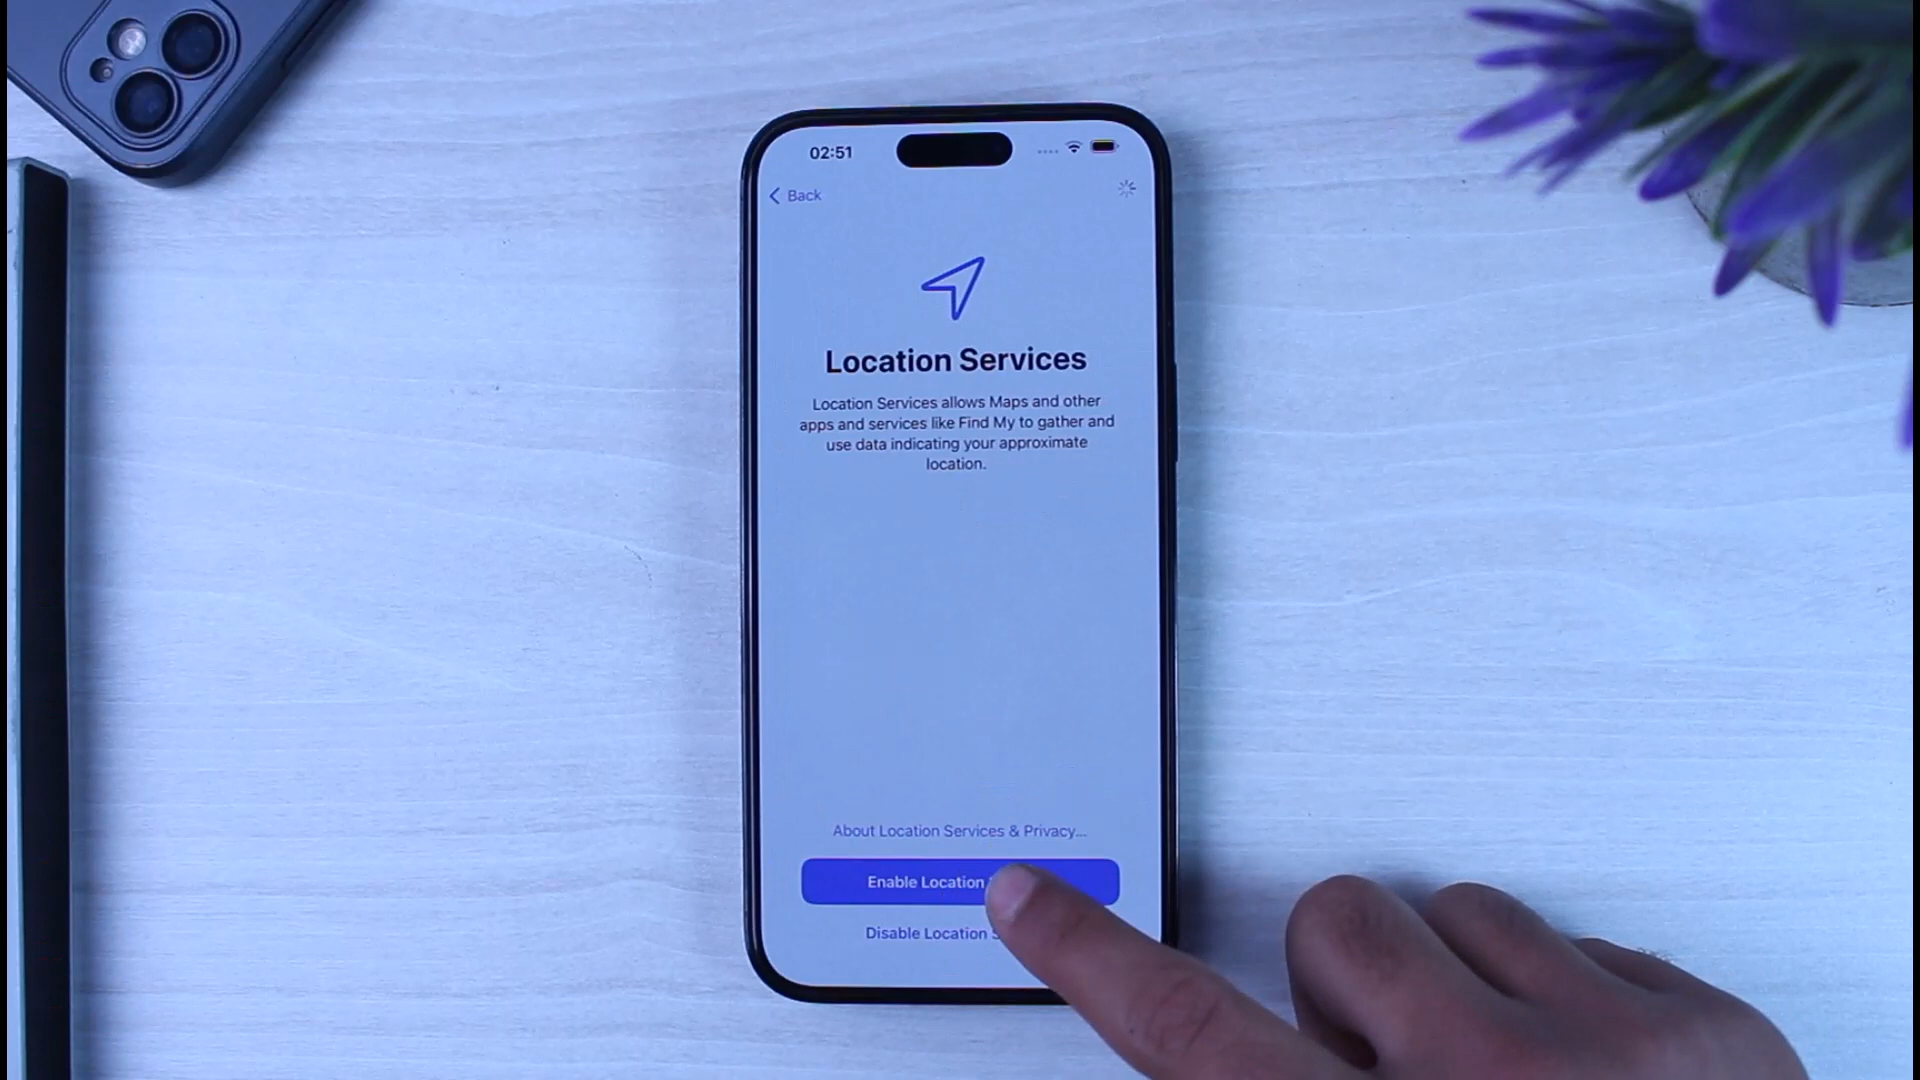 02:51
Back
Location Services
Location Services allows Maps and other
apps and services like Find My to gather and
use data indicating your approximate
location.
About Location Services & Privacy...
Enable Location
Disable Location